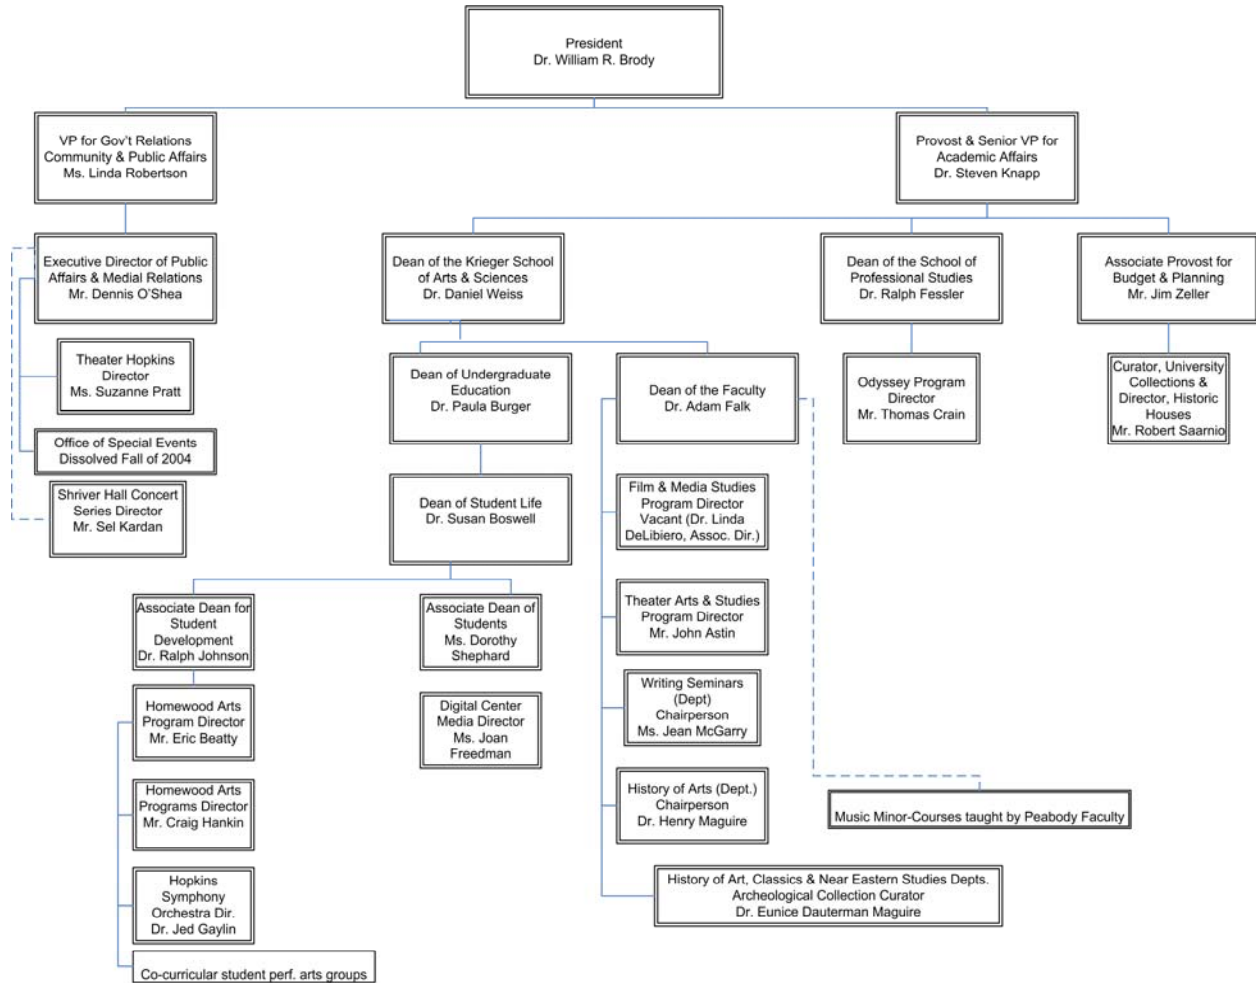 President
Dr. William R. Brody
VP for Gov't Relations
Community & Public Affairs
Ms. Linda Robertson
Provost & Senior VP for
Academic Affairs
Dr. Steven Knapp
Executive Director of Public
Affairs & Medial Relations
Mr. Dennis O'Shea
Dean of the Krieger School
of Arts & Sciences
Dr. Daniel Weiss
Dean of the School of
Professional Studies
Dr. Ralph Fessler
Associate Provost for
Budget & Planning
Mr. Jim Zeller
Theater Hopkins
Director
Ms. Suzanne Pratt
Dean of Undergraduate
Education
Dr. Paula Burger
Dean of the Faculty
Dr. Adam Falk
Odyssey Program
Director
Mr. Thomas Crain
Curator, University
Collections &
Director, Historic
Houses
Mr. Robert Saarnio
Office of Special Events
Dissolved Fall of 2004
Shriver Hall Concert
Series Director
Mr. Sel Kardan
Dean of Student Life
Dr. Susan Boswell
Film & Media Studies
Program Director
Vacant (Dr. Linda
DeLibiero, Assoc. Dir.)
Associate Dean for
Student
Development
Dr. Ralph Johnson
Associate Dean of
Students
Ms. Dorothy
Shephard
Theater Arts & Studies
Program Director
Mr. John Astin
Homewood Arts
Program Director
Mr. Eric Beatty
Digital Center
Media Director
Ms. Joan
Freedman
Writing Seminars
(Dept)
Chairperson
Ms. Jean McGarry
Homewood Arts
Programs Director
Mr. Craig Hankin
History of Arts (Dept.)
Chairperson
Dr. Henry Maguire
Music Minor-Courses taught by Peabody Faculty
Hopkins
Symphony
Orchestra Dir.
Dr. Jed Gaylin
History of Art, Classics & Near Eastern Studies Depts.
Archeological Collection Curator
Dr. Eunice Dauterman Maguire
Co-curricular student perf. arts groups